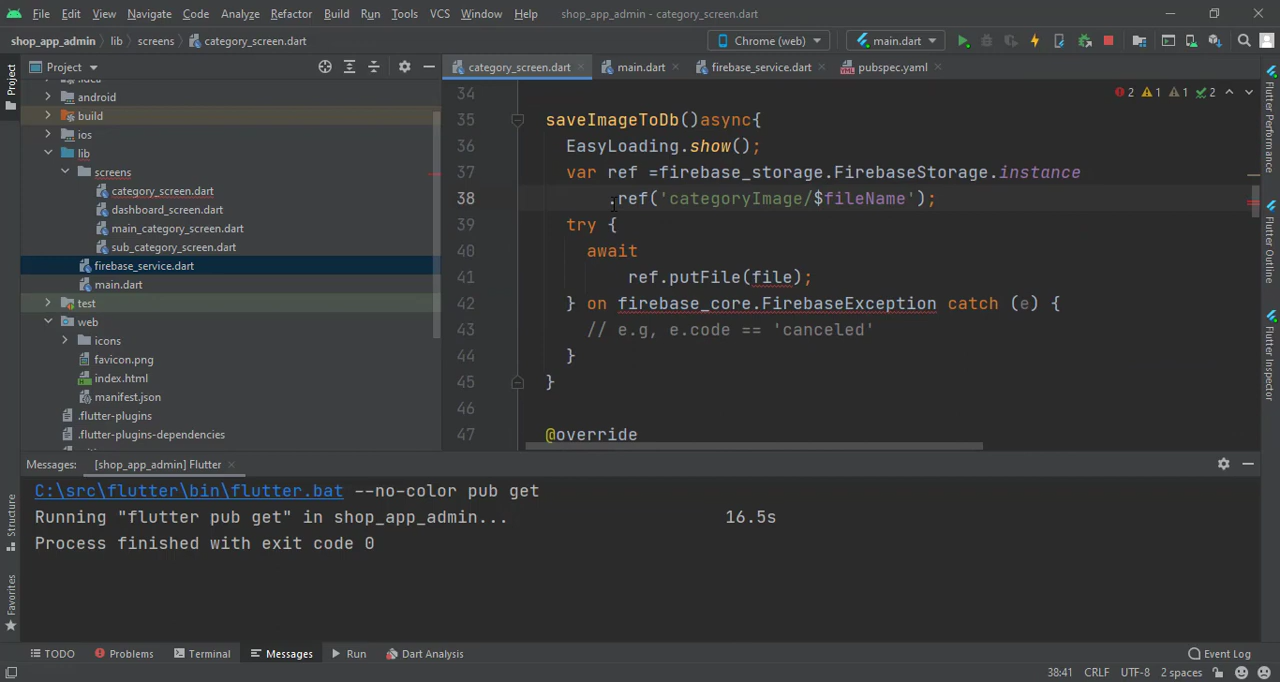 File Edit View Navigate Code Analyze Refactor Build Run Tools VCS Window Help shop_app_admin - category_screen.dart
shop_app_admin lib screens category_screen.dart Chrome (web) main.dart
Project category_screen.dart main.dart firebase_service.dart pubspec.yaml
Project
.idea
android
build
ios
lib
screens
category_screen.dart
dashboard_screen.dart
main_category_screen.dart
sub_category_screen.dart
firebase_service.dart
main.dart
test
web
icons
favicon.png
index.html
manifest.json
.flutter-plugins
.flutter-plugins-dependencies
2 1 1 2
34
35 saveImageToDb()async{
36 EasyLoading.show();
37 var ref =firebase_storage.FirebaseStorage.instance
38 .ref('categoryImage/$fileName');
39 try {
40 await
41 ref.putFile(file);
42 } on firebase_core.FirebaseException catch (e) {
43 // e.g, e.code == 'canceled'
44 }
45 }
46
47 @override
Flutter Performance
Flutter Outline
Flutter Inspector
Messages: [shop_app_admin] Flutter
C:\src\flutter\bin\flutter.bat --no-color pub get
Running "flutter pub get" in shop_app_admin... 16.5s
Process finished with exit code 0
Structure
Favorites
TODO Problems Terminal Messages Run Dart Analysis Event Log
38:41 CRLF UTF-8 2 spaces